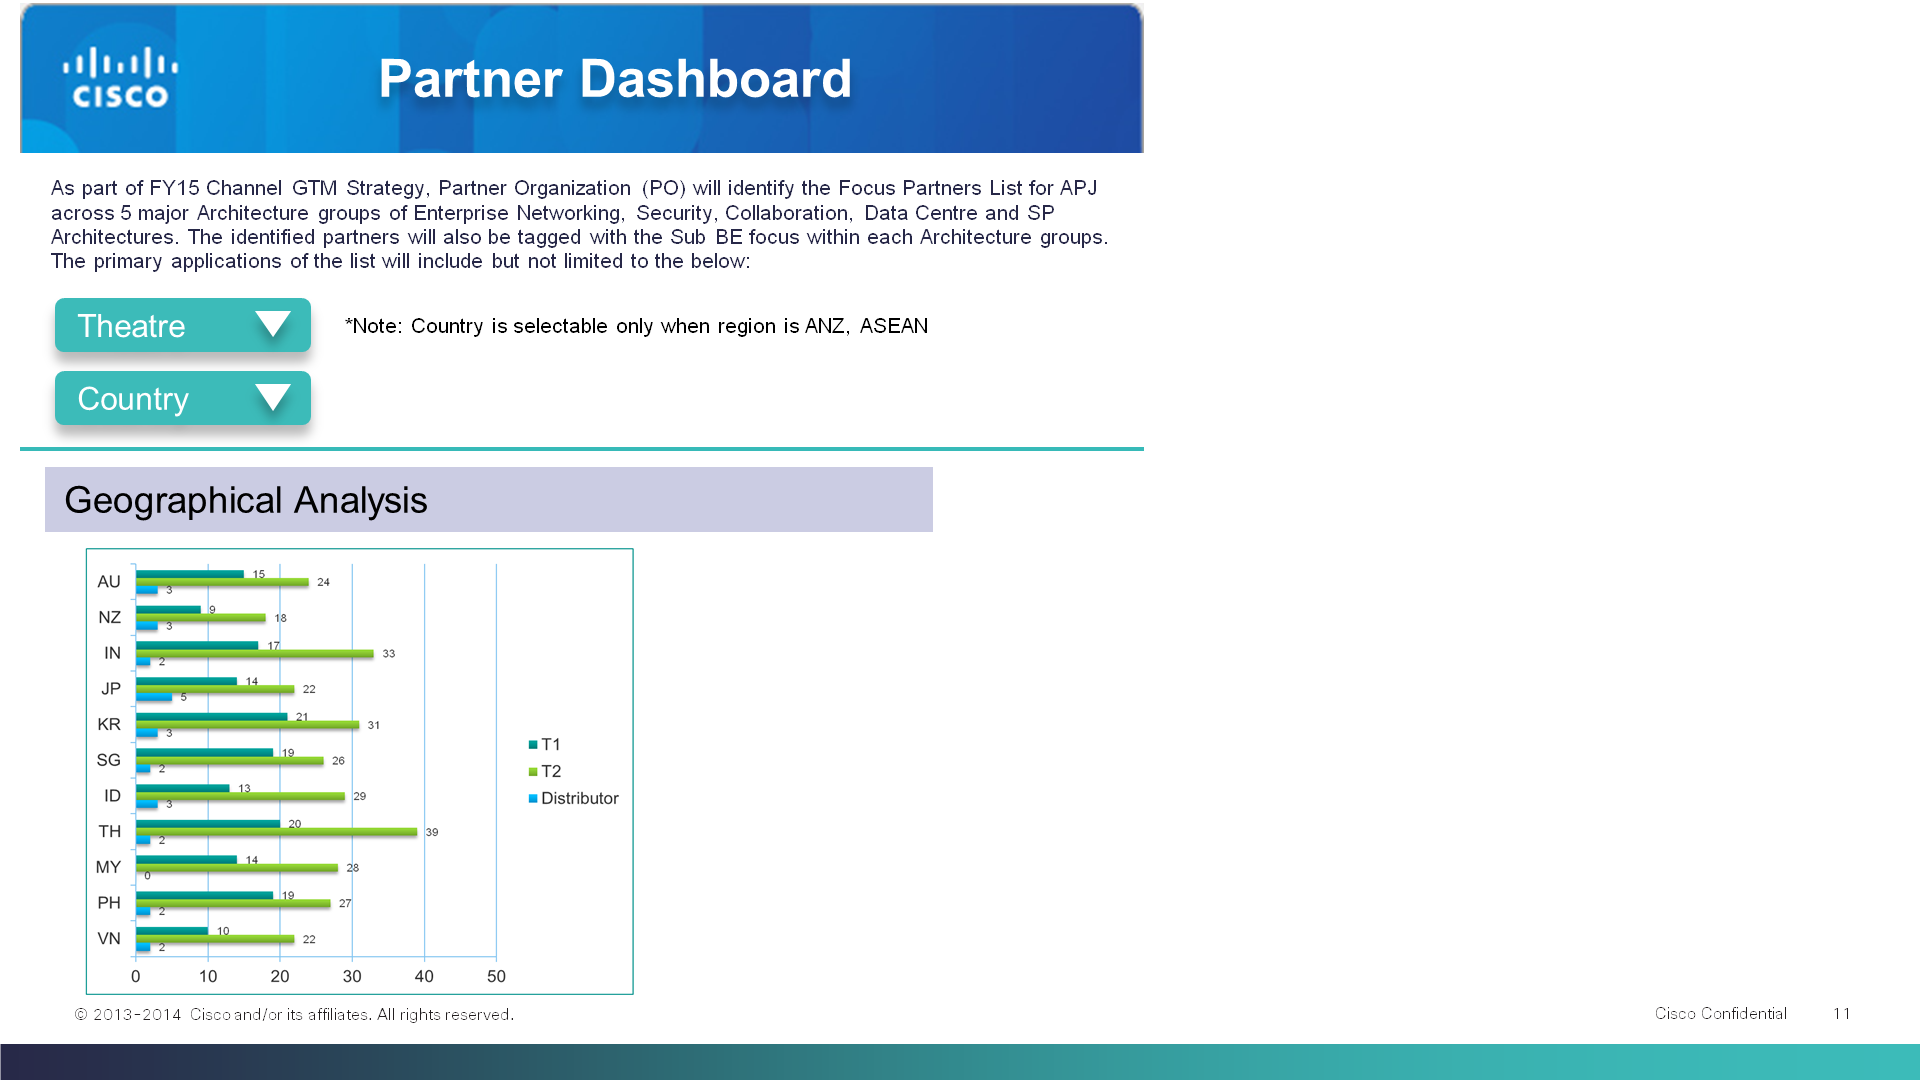 CISCO
Partner Dashboard
As part of FY15 Channel GTM Strategy, Partner Organization (PO) will identify the Focus Partners List for APJ
across 5 major Architecture groups of Enterprise Networking, Security, Collaboration, Data Centre and SP
Architectures. The identified partners will also be tagged with the Sub BE focus within each Architecture groups.
The primary applications of the list will include but not limited to the below:
Theatre
*Note: Country is selectable only when region is ANZ, ASEAN
Country
Geographical Analysis
AU 15 24 3
NZ 9 18 3
IN 17 33 2
JP 14 22 5
KR 21 31 3
SG 19 26 2
ID 13 29 3
TH 20 39 2
MY 14 28 0
PH 19 27 2
VN 10 22 2
0 10 20 30 40 50
T1
T2
Distributor
© 2013-2014 Cisco and/or its affiliates. All rights reserved.
Cisco Confidential 11